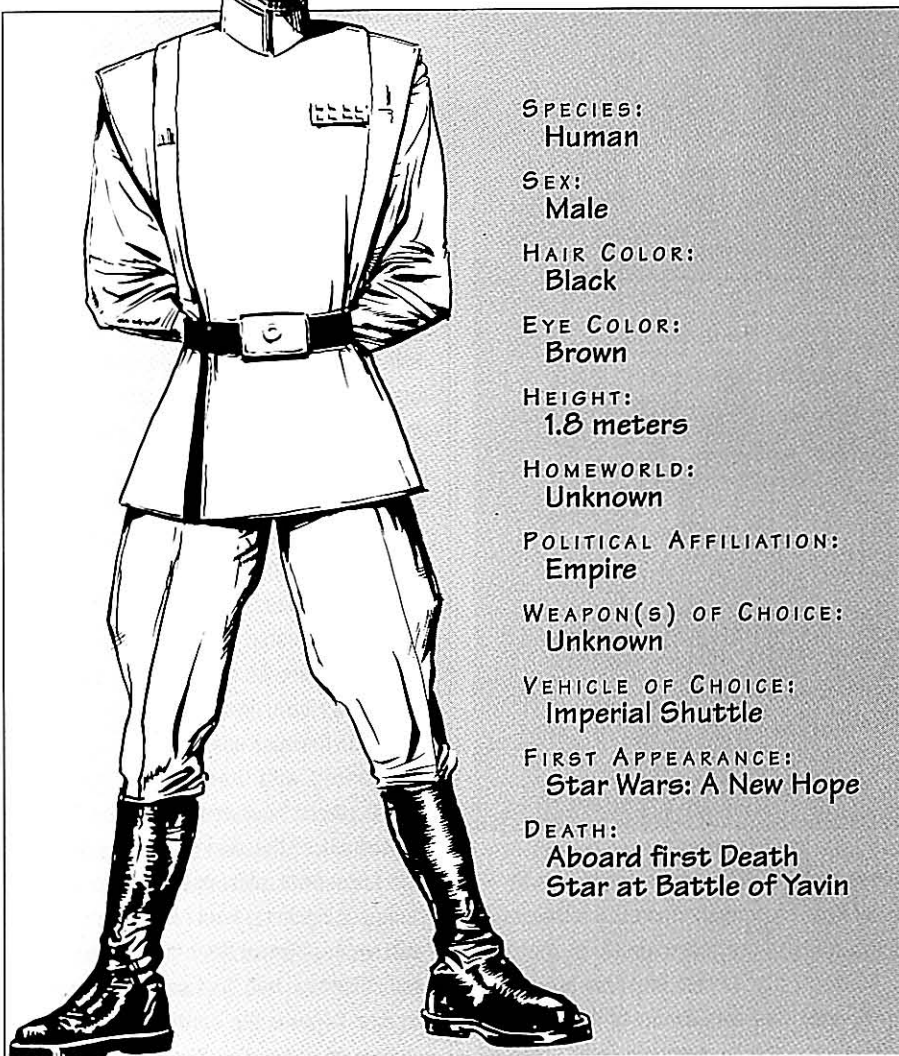 SPECIES:
Human
SEX:
Male
HAIR COLOR:
Black
EYE COLOR:
Brown
HEIGHT:
1.8 meters
HOMEWORLD:
Unknown
POLITICAL AFFILIATION:
Empire
WEAPON(S) OF CHOICE:
Unknown
VEHICLE OF CHOICE:
Imperial Shuttle
FIRST APPEARANCE:
Star Wars: A New Hope
DEATH:
Aboard first Death
Star at Battle of Yavin